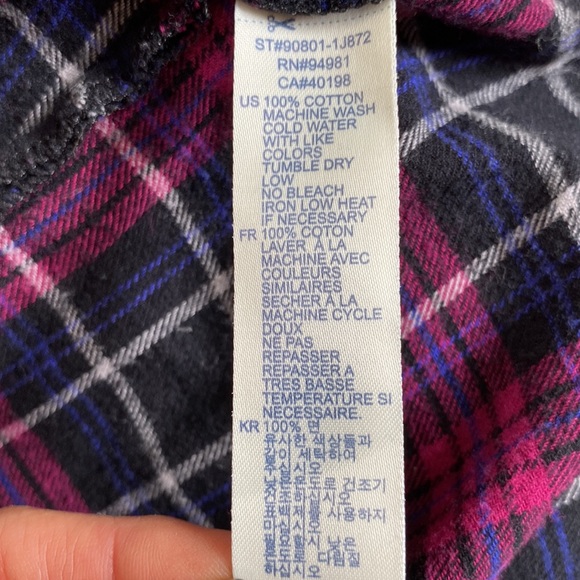 ST#90801-1J872
RN#94981
CA#40198
US 100% COTTON
MACHINE WASH
COLD WATER
WITH LIKE
COLORS
TUMBLE DRY
LOW
NO BLEACH
IRON LOW HEAT
IF NECESSARY
FR 100% COTON
LAVER À LA
MACHINE AVEC
COULEURS
SIMILAIRES
SECHER À LA
MACHINE CYCLE
DOUX
NE PAS
REPASSER
REPASSER A
TRES BASSE
TEMPERATURE SI
NECESSAIRE.
KR 100% 면
유사한 색상들과
같이 세탁하여
주십시오
낮은 온도로 건조기
건조하십시오
표백제를 사용하지
마십시오
필요할시 낮은
온도로 다림질
하십시오